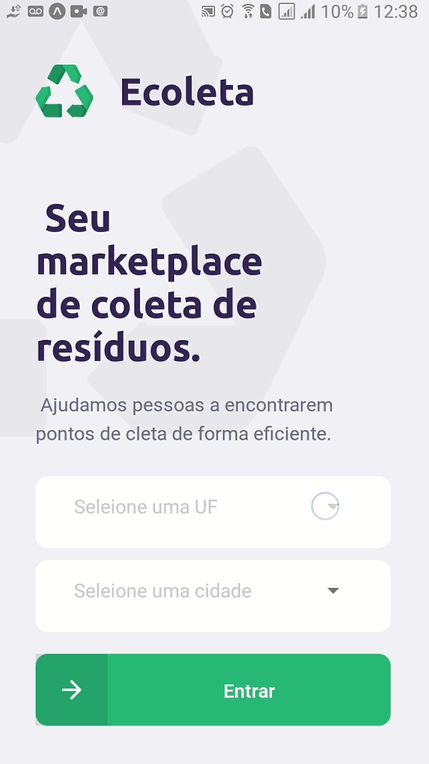 10% 12:38
Ecoleta
Seu
marketplace
de coleta de
resíduos.
Ajudamos pessoas a encontrarem
pontos de cleta de forma eficiente.
Seleione uma UF
Seleione uma cidade
Entrar